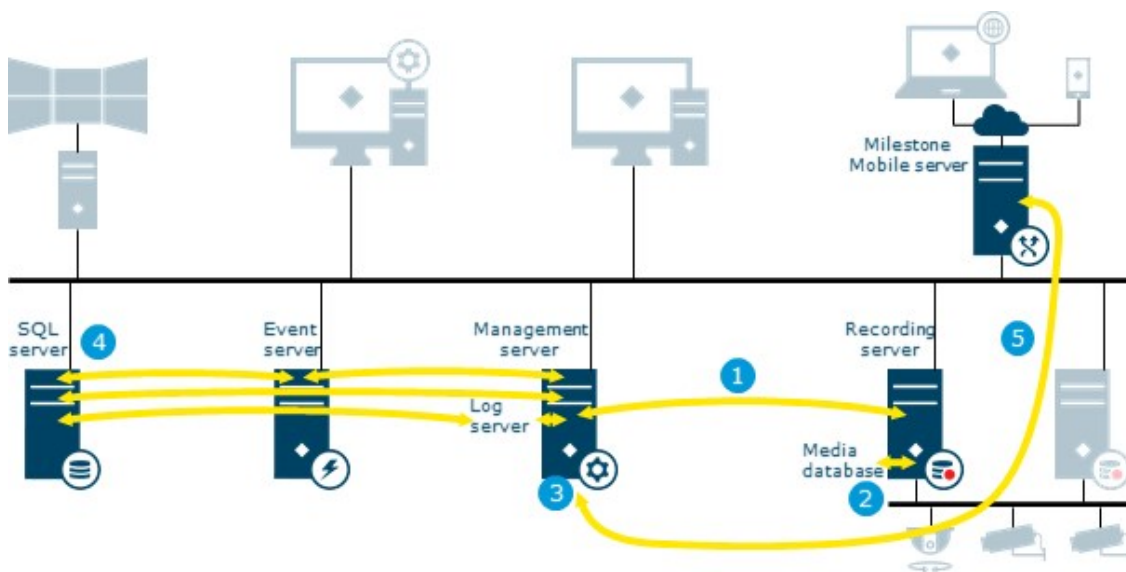 Milestone
Mobile server
SQL
server
4
Event
server
Management
server
Recording
server
5
1
Log
server
Media
database
3
2